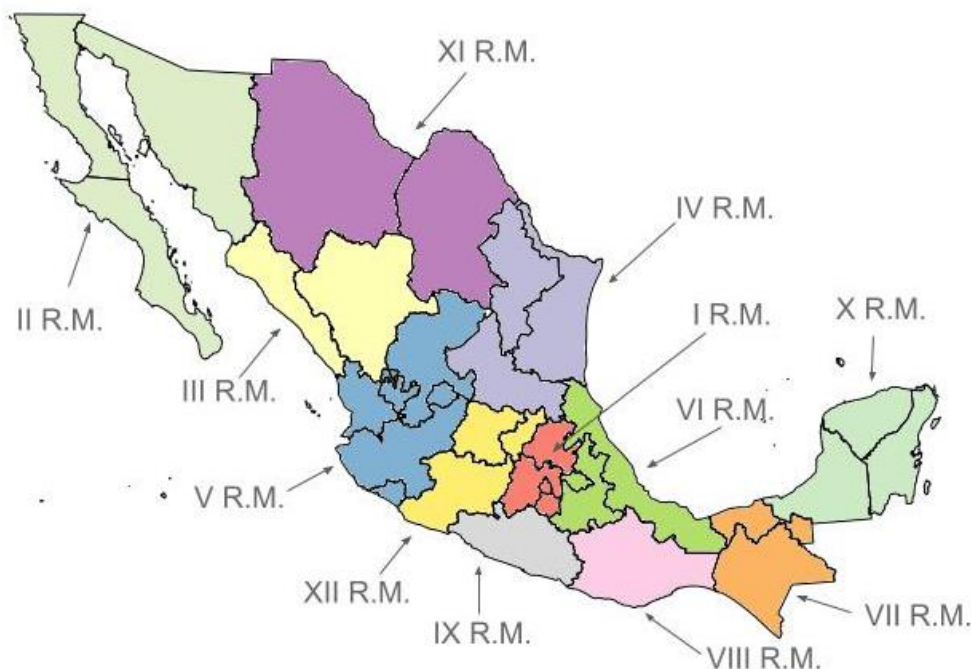 XI R.M.
IV R.M.
I R.M.
X R.M.
II R.M.
III R.M.
VI R.M.
V R.M.
XII R.M.
IX R.M.
VIII R.M.
VII R.M.